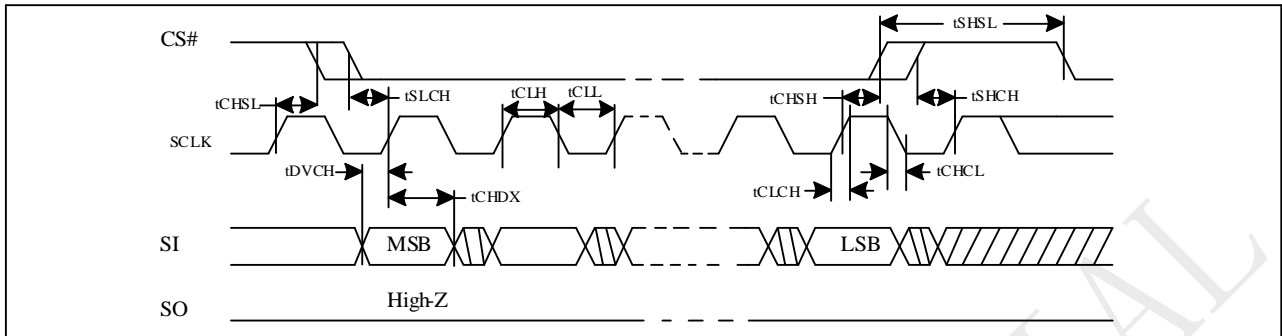 tSHSL
CS#
tCHSL
tSLCH
tCLH
tCLL
tCHSH
tSHCH
SCLK
tDVCH
tCHDX
tCLCH
tCHCL
SI
MSB
LSB
SO
High-Z